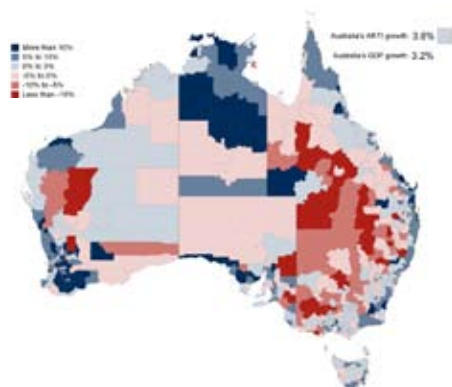 More than 10%
5% to 10%
0% to 5%
-5% to 0%
-10% to -5%
Less than -10%
Australia's ARTI growth: 3.8%
Australia's GDP growth: 3.2%